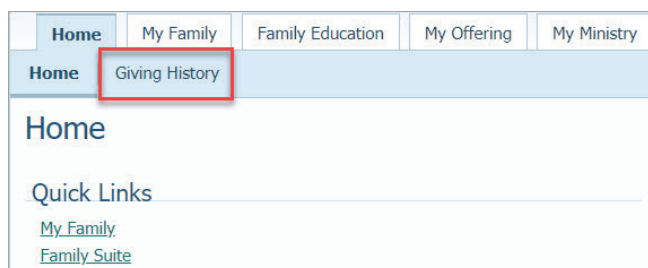 Home My Family Family Education My Offering My Ministry
Home Giving History
Home
Quick Links
My Family
Family Suite